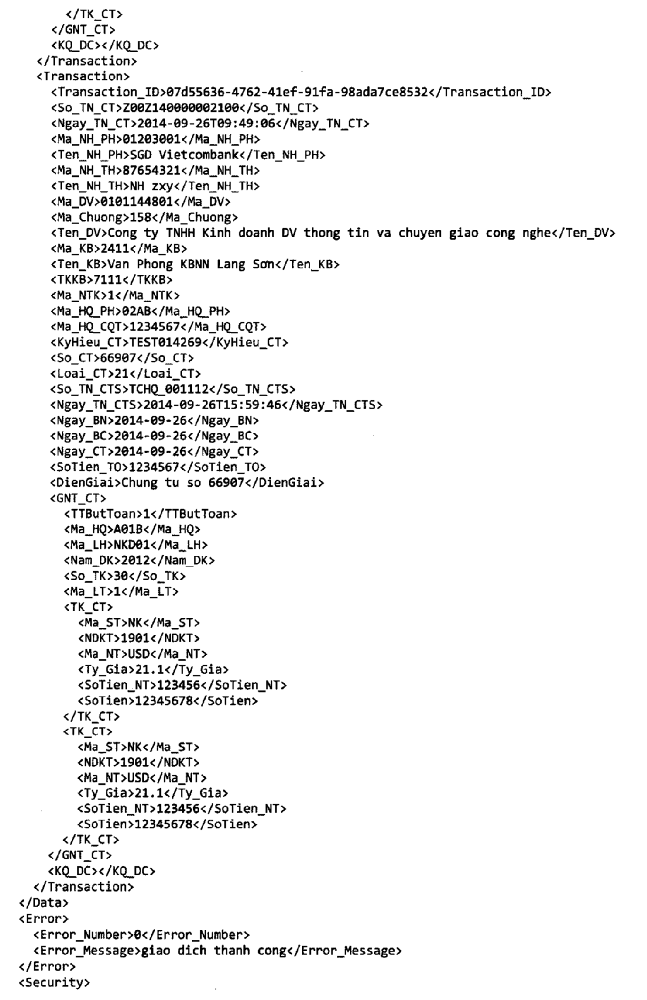 </TK_CT>
</GNT_CT>
<KQ_DC></KQ_DC>
</Transaction>
<Transaction>
<Transaction_ID>07d55636-4762-41ef-91fa-98ada7ce8532</Transaction_ID>
<So_TN_CT>Z00Z140000002100</So_TN_CT>
<Ngay_TN_CT>2014-09-26T09:49:06</Ngay_TN_CT>
<Ma_NH_PH>01203001</Ma_NH_PH>
<Ten_NH_PH>SGD Vietcombank</Ten_NH_PH>
<Ma_NH_TH>87654321</Ma_NH_TH>
<Ten_NH_TH>NH zxy</Ten_NH_TH>
<Ma_DV>0101144801</Ma_DV>
<Ma_Chuong>158</Ma_Chuong>
<Ten_DV>Cong ty TNHH Kinh doanh DV thong tin va chuyen giao cong nghe</Ten_DV>
<Ma_KB>2411</Ma_KB>
<Ten_KB>Van Phong KBNN Lang Sơn</Ten_KB>
<TKKB>7111</TKKB>
<Ma_NTK>1</Ma_NTK>
<Ma_HQ_PH>02AB</Ma_HQ_PH>
<Ma_HQ_CQT>1234567</Ma_HQ_CQT>
<KyHieu_CT>TEST014269</KyHieu_CT>
<So_CT>66907</So_CT>
<Loai_CT>21</Loai_CT>
<So_TN_CTS>TCHQ_001112</So_TN_CTS>
<Ngay_TN_CTS>2014-09-26T15:59:46</Ngay_TN_CTS>
<Ngay_BN>2014-09-26</Ngay_BN>
<Ngay_BC>2014-09-26</Ngay_BC>
<Ngay_CT>2014-09-26</Ngay_CT>
<SoTien_TO>1234567</SoTien_TO>
<DienGiai>Chung tu so 66907</DienGiai>
<GNT_CT>
<TTButToan>1</TTButToan>
<Ma_HQ>A01B</Ma_HQ>
<Ma_LH>NKD01</Ma_LH>
<Nam_DK>2012</Nam_DK>
<So_TK>30</So_TK>
<Ma_LT>1</Ma_LT>
<TK_CT>
<Ma_ST>NK</Ma_ST>
<NDKT>1901</NDKT>
<Ma_NT>USD</Ma_NT>
<Ty_Gia>21.1</Ty_Gia>
<SoTien_NT>123456</SoTien_NT>
<SoTien>12345678</SoTien>
</TK_CT>
<TK_CT>
<Ma_ST>NK</Ma_ST>
<NDKT>1901</NDKT>
<Ma_NT>USD</Ma_NT>
<Ty_Gia>21.1</Ty_Gia>
<SoTien_NT>123456</SoTien_NT>
<SoTien>12345678</SoTien>
</TK_CT>
</GNT_CT>
<KQ_DC></KQ_DC>
</Transaction>
</Data>
<Error>
<Error_Number>0</Error_Number>
<Error_Message>giao dich thanh cong</Error_Message>
</Error>
<Security>